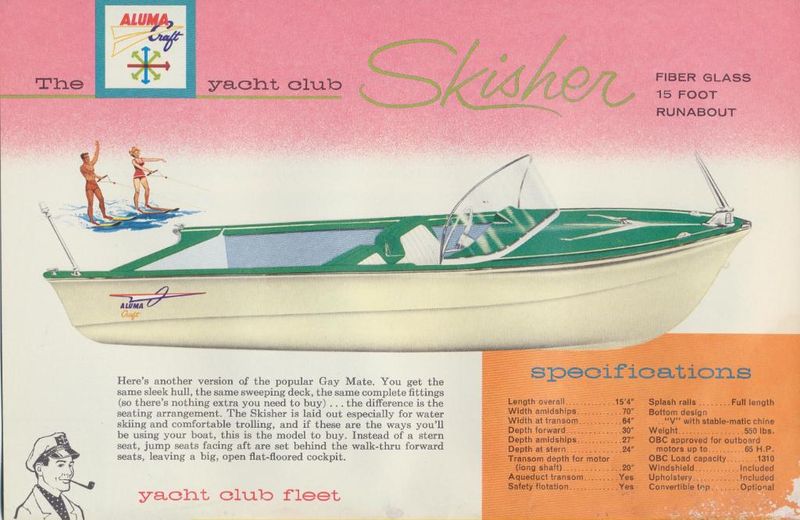 ALUMA
Craft
The yacht club Skisher
FIBER GLASS
15 FOOT
RUNABOUT
ALUMA
Craft
Here's another version of the popular Gay Mate. You get the
same sleek hull, the same sweeping deck, the same complete fittings
(so there's nothing extra you need to buy) . . . the difference is the
seating arrangement. The Skisher is laid out especially for water
skiing and comfortable trolling, and if these are the ways you'll
be using your boat, this is the model to buy. Instead of a stern
seat, jump seats facing aft are set behind the walk-thru forward
seats, leaving a big, open flat-floored cockpit.
yacht club fleet
specifications
Length overall..........15'4"
Width amidships..........70"
Width at transom..........64"
Depth forward..........30"
Depth amidships..........27"
Depth at stern..........24"
Transom depth for motor
(long shaft)..........20"
Aqueduct transom..........Yes
Safety flotation..........Yes
Splash rails..........Full length
Bottom design
"V" with stable-matic chine
Weight..........550 lbs.
OBC approved for outboard
motors up to..........65 H.P.
OBC Load capacity..........1310
Windshield..........Included
Upholstery..........Included
Convertible top..........Optional